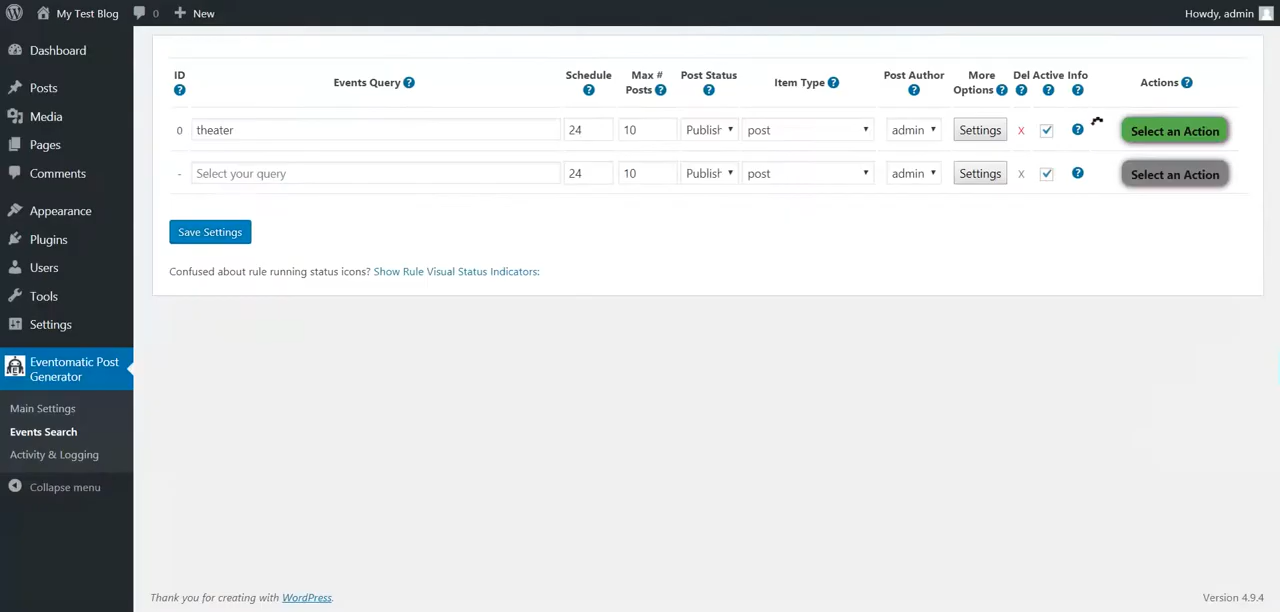 My Test Blog 0 New Howdy, admin
Dashboard
Posts
Media
Pages
Comments
Appearance
Plugins
Users
Tools
Settings
Eventomatic Post
Generator
Main Settings
Events Search
Activity & Logging
Collapse menu
ID Events Query Schedule Max # Posts Post Status Item Type Post Author More Options Del Active Info Actions
0 theater 24 10 Publish post admin Settings X Select an Action
- Select your query 24 10 Publish post admin Settings X Select an Action
Save Settings
Confused about rule running status icons? Show Rule Visual Status Indicators:
Thank you for creating with WordPress. Version 4.9.4